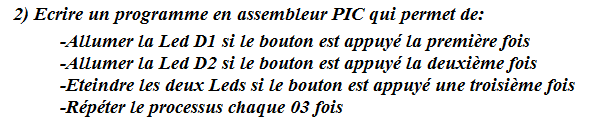 2) Ecrire un programme en assembleur PIC qui permet de:
-Allumer la Led D1 si le bouton est appuyé la première fois
-Allumer la Led D2 si le bouton est appuyé la deuxième fois
-Eteindre les deux Leds si le bouton est appuyé une troisième fois
-Répéter le processus chaque 03 fois